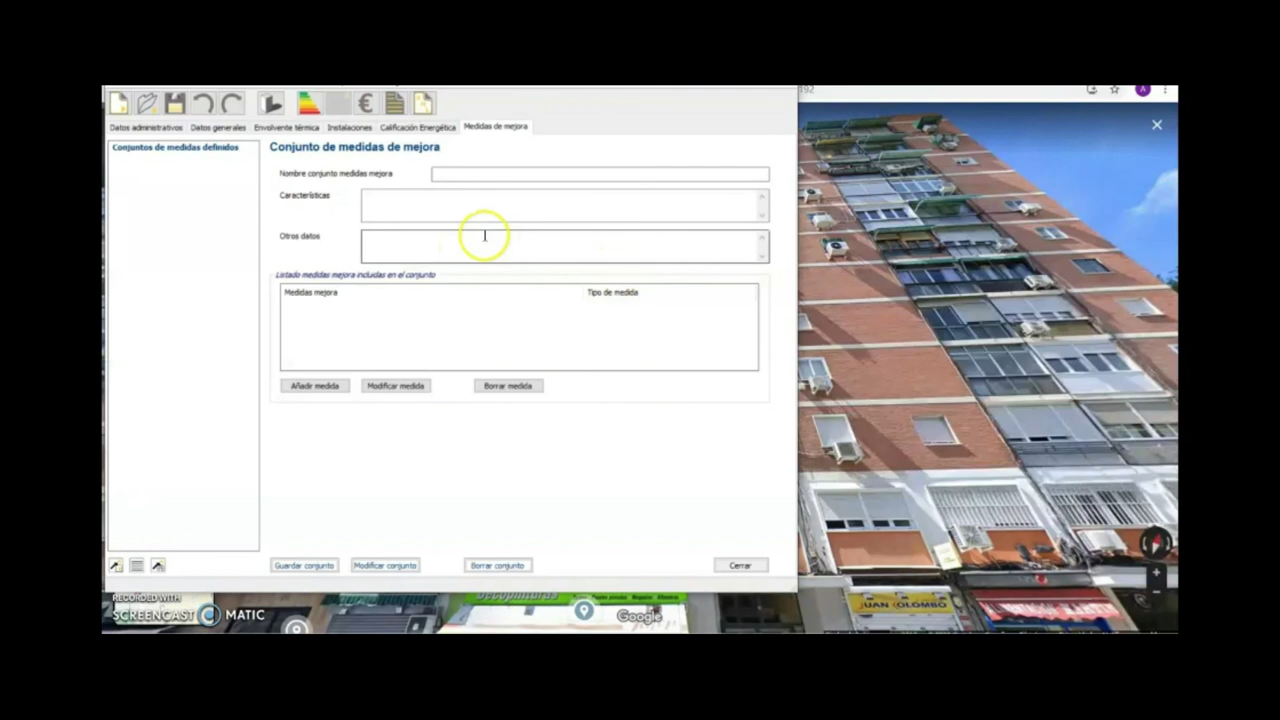 Datos administrativos Datos generales Envolvente térmica Instalaciones Calificación Energética Medidas de mejora
Conjuntos de medidas definidos
Conjunto de medidas de mejora
Nombre conjunto medidas mejora
Características
Otros datos
Listado medidas mejora incluidas en el conjunto
Medidas mejora Tipo de medida
Añadir medida Modificar medida Borrar medida
Guardar conjunto Modificar conjunto Borrar conjunto Cerrar
RECORDED WITH
SCREENCAST MATIC
Google
JUAN COLOMBO